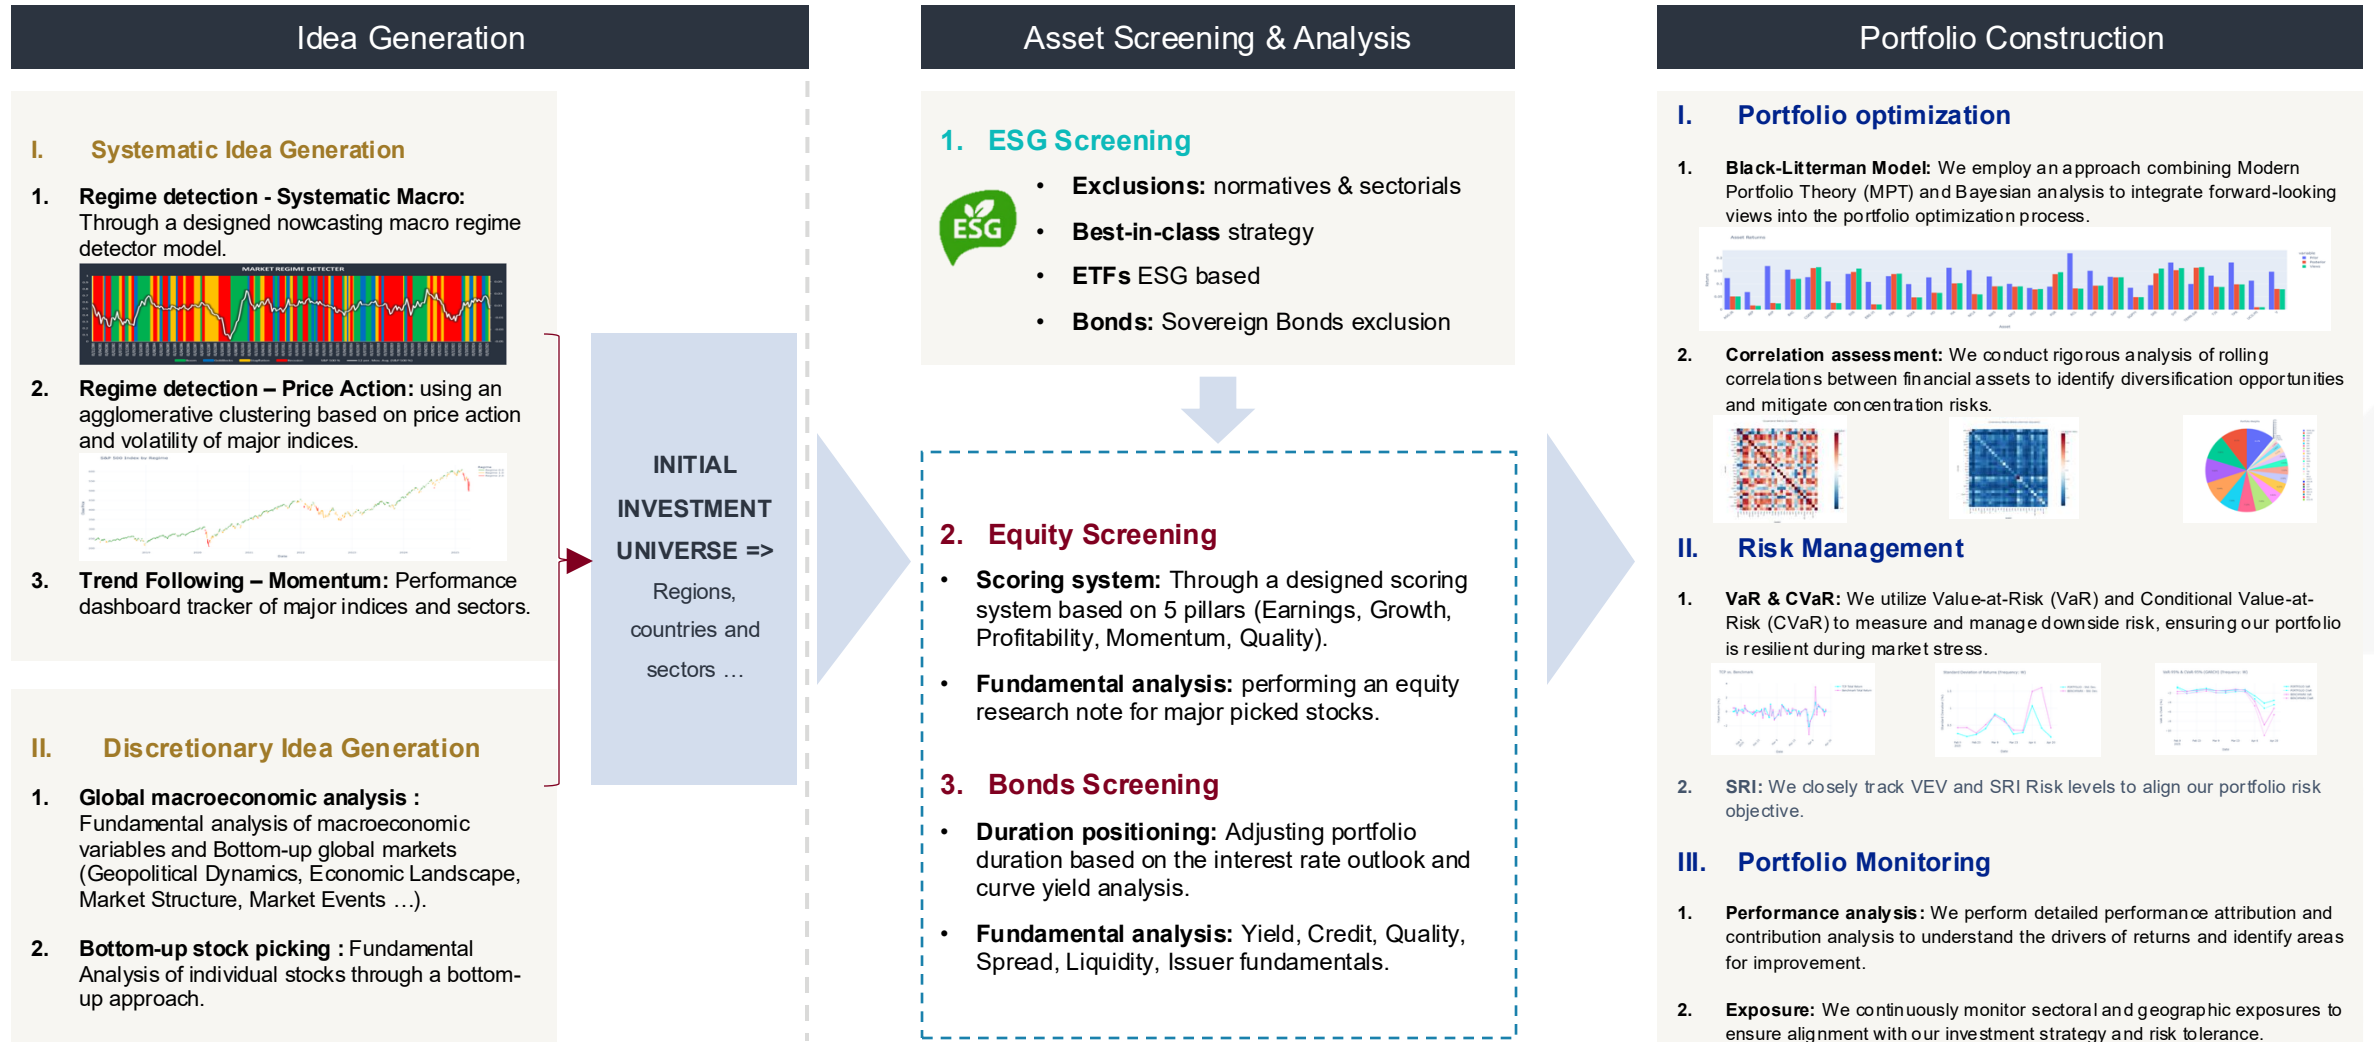 Idea Generation
I. Systematic Idea Generation
1. Regime detection - Systematic Macro:
Through a designed nowcasting macro regime
detector model.
MARKET REGIME DETECTER
2. Regime detection – Price Action: using an
agglomerative clustering based on price action
and volatility of major indices.
S&P 500 Index by Regime
3. Trend Following – Momentum: Performance
dashboard tracker of major indices and sectors.
II. Discretionary Idea Generation
1. Global macroeconomic analysis :
Fundamental analysis of macroeconomic
variables and Bottom-up global markets
(Geopolitical Dynamics, Economic Landscape,
Market Structure, Market Events …).
2. Bottom-up stock picking : Fundamental
Analysis of individual stocks through a bottom-
up approach.
INITIAL
INVESTMENT
UNIVERSE =>
Regions,
countries and
sectors …
Asset Screening & Analysis
1. ESG Screening
ESG
• Exclusions: normatives & sectorials
• Best-in-class strategy
• ETFs ESG based
• Bonds: Sovereign Bonds exclusion
2. Equity Screening
• Scoring system: Through a designed scoring
system based on 5 pillars (Earnings, Growth,
Profitability, Momentum, Quality).
• Fundamental analysis: performing an equity
research note for major picked stocks.
3. Bonds Screening
• Duration positioning: Adjusting portfolio
duration based on the interest rate outlook and
curve yield analysis.
• Fundamental analysis: Yield, Credit, Quality,
Spread, Liquidity, Issuer fundamentals.
Portfolio Construction
I. Portfolio optimization
1. Black-Litterman Model: We employ an approach combining Modern
Portfolio Theory (MPT) and Bayesian analysis to integrate forward-looking
views into the portfolio optimization process.
Asset Returns
Asset
2. Correlation assessment: We conduct rigorous analysis of rolling
correlations between financial assets to identify diversification opportunities
and mitigate concentration risks.
II. Risk Management
1. VaR & CVaR: We utilize Value-at-Risk (VaR) and Conditional Value-at-
Risk (CVaR) to measure and manage downside risk, ensuring our portfolio
is resilient during market stress.
Standard Deviation of Returns (Frequency: W)
2. SRI: We closely track VEV and SRI Risk levels to align our portfolio risk
objective.
III. Portfolio Monitoring
1. Performance analysis: We perform detailed performance attribution and
contribution analysis to understand the drivers of returns and identify areas
for improvement.
2. Exposure: We continuously monitor sectoral and geographic exposures to
ensure alignment with our investment strategy and risk tolerance.